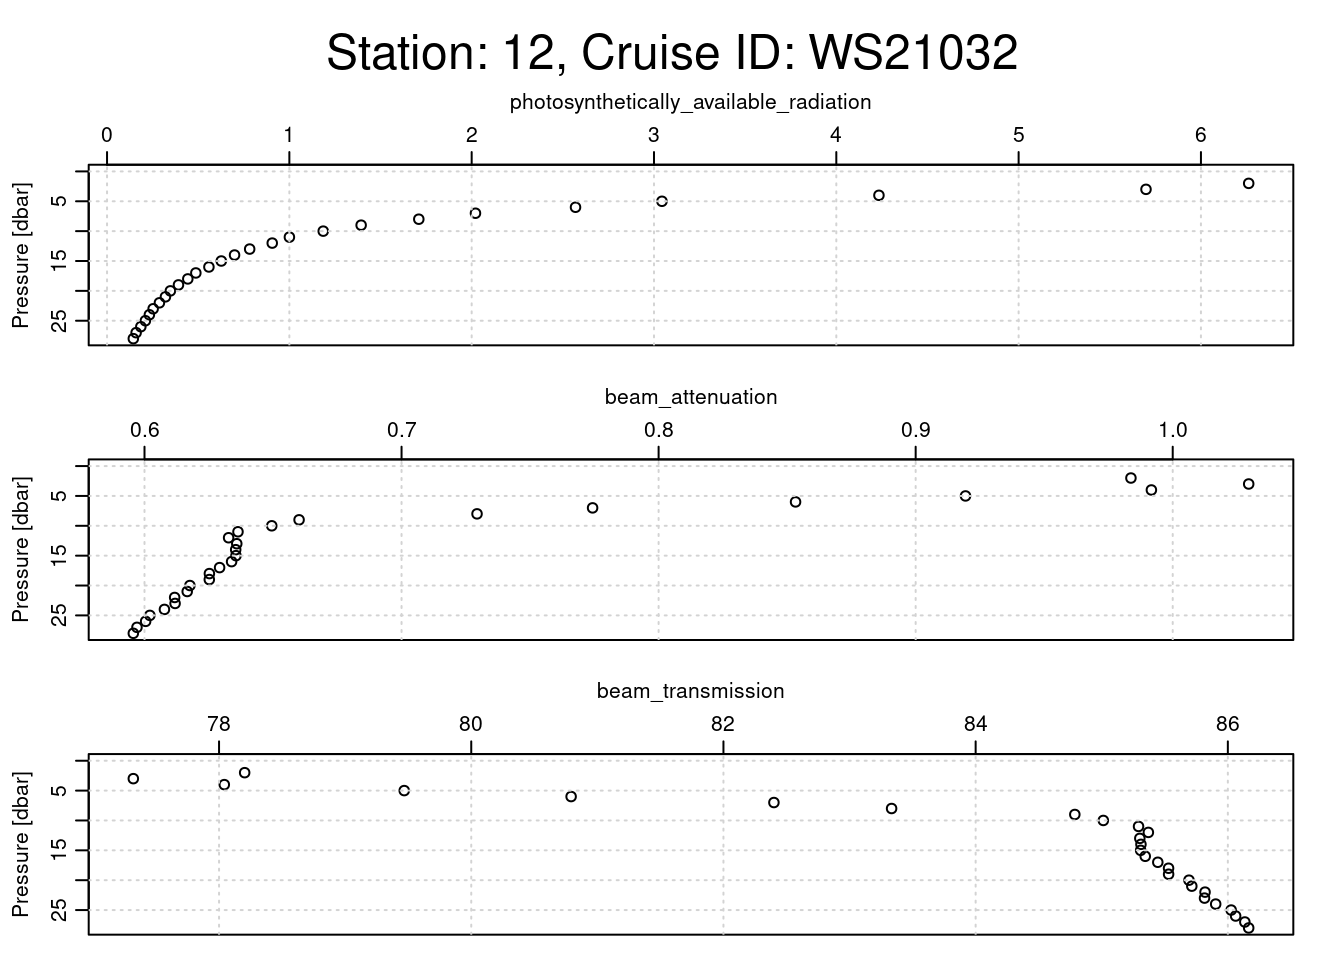 Station: 12, Cruise ID: WS21032
photosynthetically_available_radiation
0 1 2 3 4 5 6
Pressure [dbar]
5
15
25
beam_attenuation
0.6 0.7 0.8 0.9 1.0
Pressure [dbar]
5
15
25
beam_transmission
78 80 82 84 86
Pressure [dbar]
5
15
25